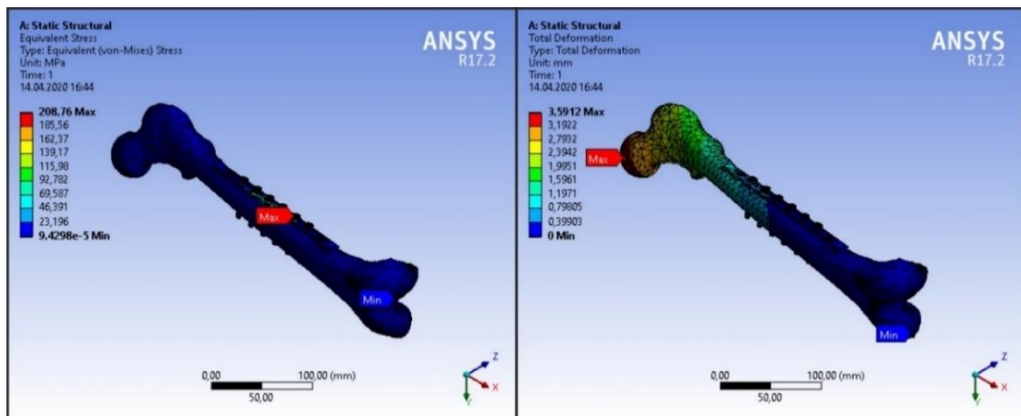 A: Static Structural
Equivalent Stress
Type: Equivalent (von-Mises) Stress
Unit: MPa
Time: 1
14.04.2020 16:44
ANSYS
R17.2
208,76 Max
185,56
162,37
139,17
115,98
92,782
69,587
46,391
23,196
9,4298e-5 Min
Max
Min
0,00
100,00 (mm)
50,00
Z
X
Y
A: Static Structural
Total Deformation
Type: Total Deformation
Unit: mm
Time: 1
14.04.2020 16:44
ANSYS
R17.2
3,5912 Max
3,1922
2,7932
2,3942
1,9951
1,5961
1,1971
0,79805
0,39903
0 Min
Max
Min
0,00
100,00 (mm)
50,00
Z
X
Y